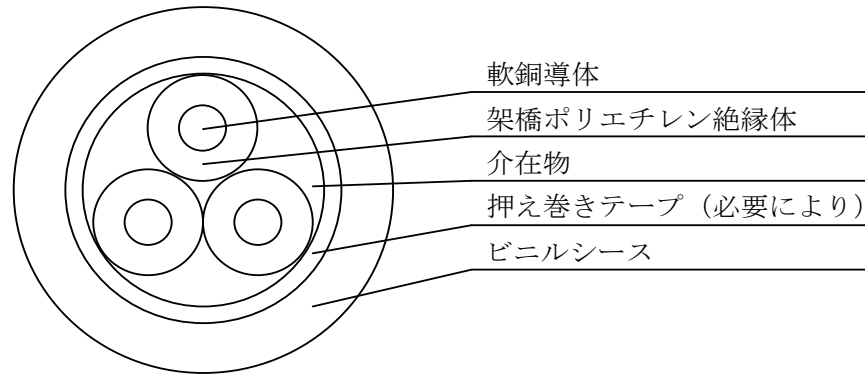 軟銅導体
架橋ポリエチレン絶縁体
介在物
押え巻きテープ（必要により）
ビニルシース